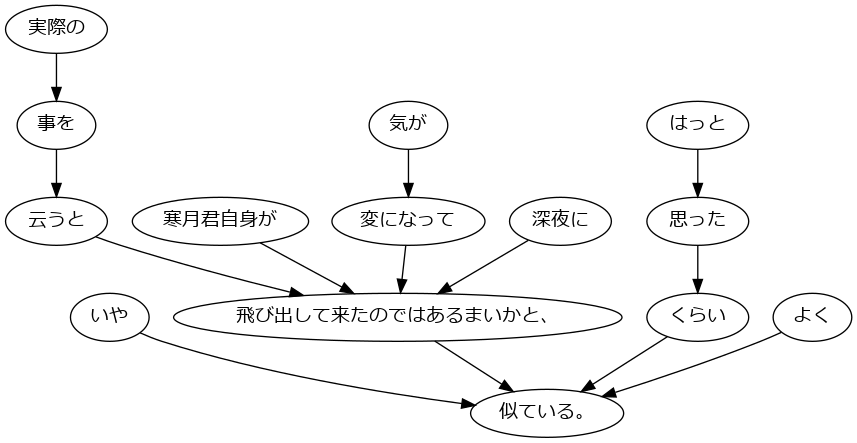 実際の
事を
気が
はっと
云うと
寒月君自身が
変になって
深夜に
思った
いや
飛び出して来たのではあるまいかと、
くらい
よく
似ている。